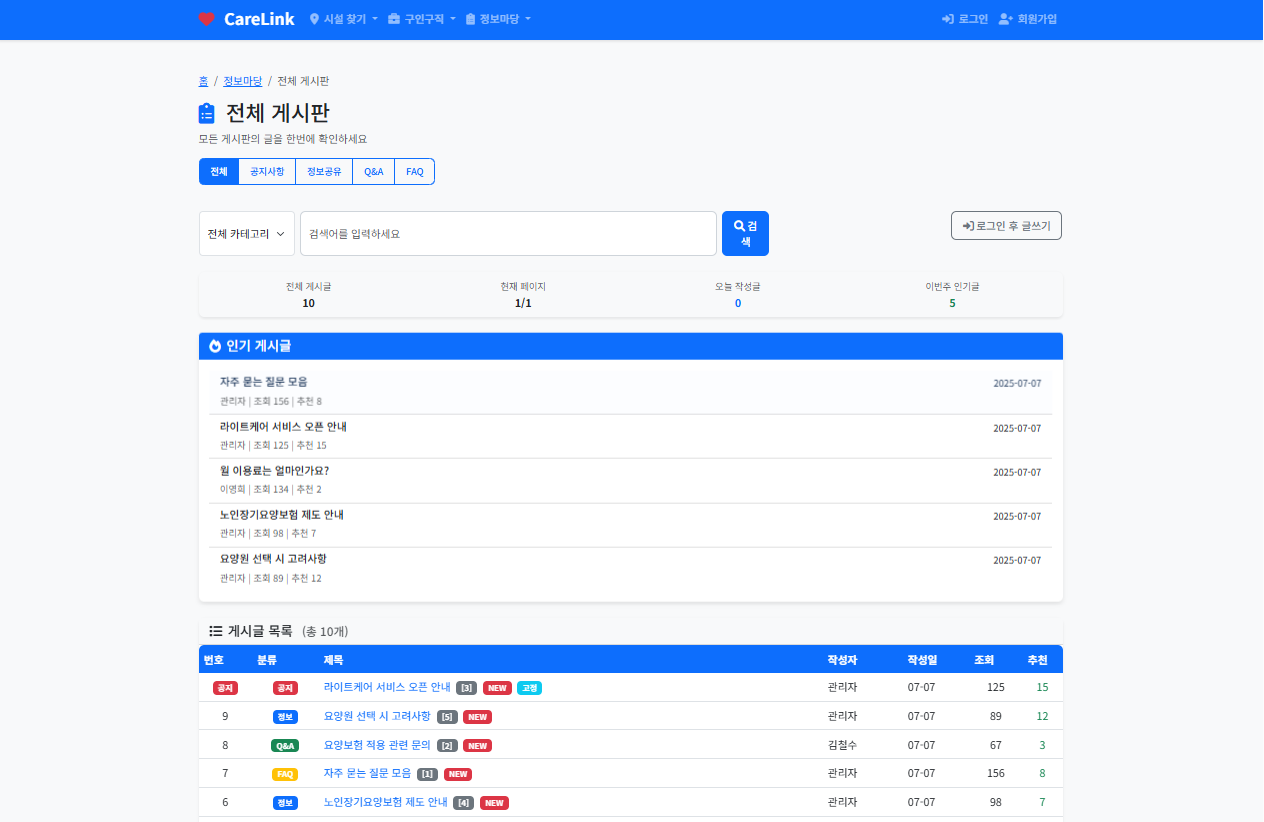 CareLink 시설 찾기 구인구직 정보마당 로그인 회원가입
홈 / 정보마당 / 전체 게시판
전체 게시판
모든 게시판의 글을 한번에 확인하세요
전체 공지사항 정보공유 Q&A FAQ
전체 카테고리 검색어를 입력하세요 검색 로그인 후 글쓰기
전체 게시글 현재 페이지 오늘 작성글 이번주 인기글
10 1/1 0 5
인기 게시글
자주 묻는 질문 모음 2025-07-07
관리자 | 조회 156 | 추천 8
라이트케어 서비스 오픈 안내 2025-07-07
관리자 | 조회 125 | 추천 15
월 이용료는 얼마인가요? 2025-07-07
이영희 | 조회 134 | 추천 2
노인장기요양보험 제도 안내 2025-07-07
관리자 | 조회 98 | 추천 7
요양원 선택 시 고려사항 2025-07-07
관리자 | 조회 89 | 추천 12
게시글 목록 (총 10개)
번호 분류 제목 작성자 작성일 조회 추천
공지 공지 라이트케어 서비스 오픈 안내 [3] NEW 고정 관리자 07-07 125 15
9 정보 요양원 선택 시 고려사항 [5] NEW 관리자 07-07 89 12
8 Q&A 요양보험 적용 관련 문의 [2] NEW 김철수 07-07 67 3
7 FAQ 자주 묻는 질문 모음 [1] NEW 관리자 07-07 156 8
6 정보 노인장기요양보험 제도 안내 [4] NEW 관리자 07-07 98 7